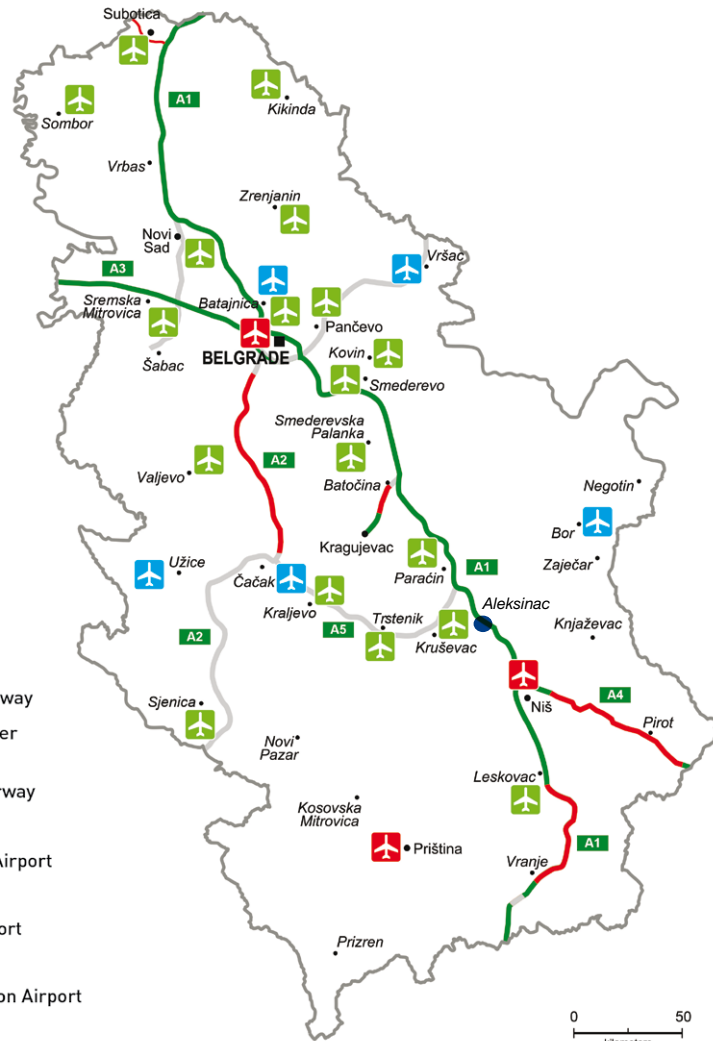 Subotica
A1
Kikinda
Sombor
Vrbas
Zrenjanin
Novi
Sad
Vršac
A3
Sremska
Mitrovica
Batajnica
Pančevo
BELGRADE
Kovin
Šabac
Smederevo
Smederevska
Palanka
A2
Valjevo
Batočina
Negotin
Bor
Kragujevac
Zaječar
Užice
Čačak
Paraćin
A1
Kraljevo
Aleksinac
A2
A5
Trstenik
Kruševac
Knjaževac
Sjenica
Niš
A4
Pirot
Novi
Pazar
Leskovac
Kosovska
Mitrovica
Priština
A1
Vranje
Prizren
way
er
rway
Airport
ort
on Airport
0 50